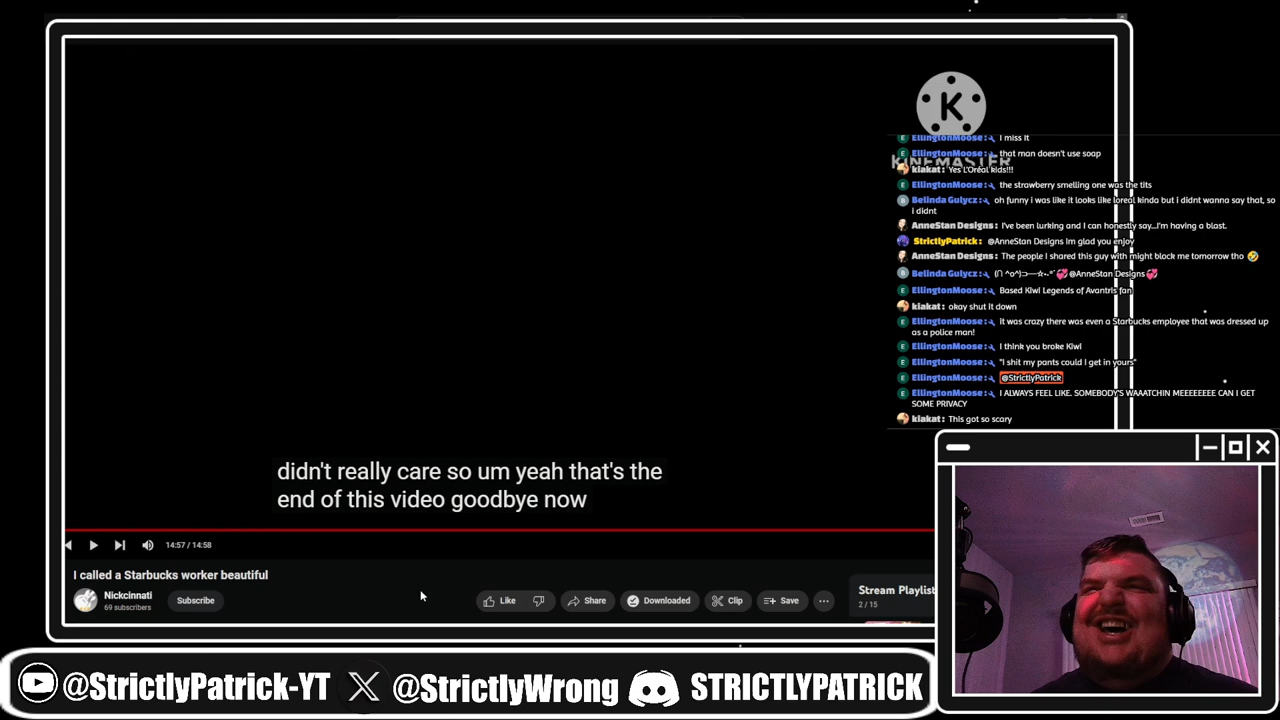 K
KINEMASTER
EllingtonMoose: I miss it
EllingtonMoose: that man doesn't use soap
kiakat: Yes L'Oréal kids!!!
EllingtonMoose: the strawberry smelling one was the tits
Belinda Gulycz: oh funny i was like it looks like loreal kinda but i didnt wanna say that, so
i didnt
AnneStan Designs: I've been lurking and I can honestly say...I'm having a blast.
StrictlyPatrick: @AnneStan Designs Im glad you enjoy
AnneStan Designs: The people I shared this guy with might block me tomorrow tho 🤣
Belinda Gulycz: @AnneStan Designs
EllingtonMoose: Based Kiwi Legends of Avantris fan
kiakat: okay shut it down
EllingtonMoose: it was crazy there was even a Starbucks employee that was dressed up
as a police man!
EllingtonMoose: I think you broke Kiwi
EllingtonMoose: "I shit my pants could I get in yours"
EllingtonMoose: @StrictlyPatrick
EllingtonMoose: I ALWAYS FEEL LIKE. SOMEBODY'S WAAATCHIN MEEEEEEE CAN I GET
SOME PRIVACY
kiakat: This got so scary
didn't really care so um yeah that's the
end of this video goodbye now
14:57 / 14:58
I called a Starbucks worker beautiful
Nickcinnati
69 subscribers
Subscribe
Like
Share
Downloaded
Clip
Save
Stream Playlist
2 / 15
@StrictlyPatrick-YT
@StrictlyWrong
STRICTLYPATRICK